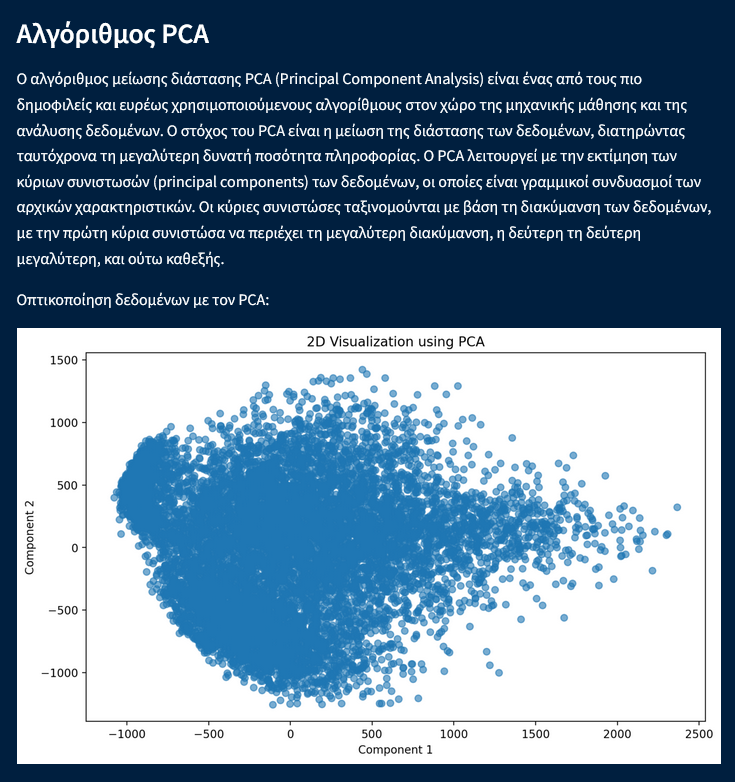 Αλγόριθμος PCA
Ο αλγόριθμος μείωσης διάστασης PCA (Principal Component Analysis) είναι ένας από τους πιο
δημοφιλείς και ευρέως χρησιμοποιούμενους αλγορίθμους στον χώρο της μηχανικής μάθησης και της
ανάλυσης δεδομένων. Ο στόχος του PCA είναι η μείωση της διάστασης των δεδομένων, διατηρώντας
ταυτόχρονα τη μεγαλύτερη δυνατή ποσότητα πληροφορίας. Ο PCA λειτουργεί με την εκτίμηση των
κύριων συνιστωσών (principal components) των δεδομένων, οι οποίες είναι γραμμικοί συνδυασμοί των
αρχικών χαρακτηριστικών. Οι κύριες συνιστώσες ταξινομούνται με βάση τη διακύμανση των δεδομένων,
με την πρώτη κύρια συνιστώσα να περιέχει τη μεγαλύτερη διακύμανση, η δεύτερη τη δεύτερη
μεγαλύτερη, και ούτω καθεξής.
Οπτικοποίηση δεδομένων με τον PCA:
2D Visualization using PCA
1500
1000
500
0
−500
−1000
Component 2
−1000 −500 0 500 1000 1500 2000 2500
Component 1